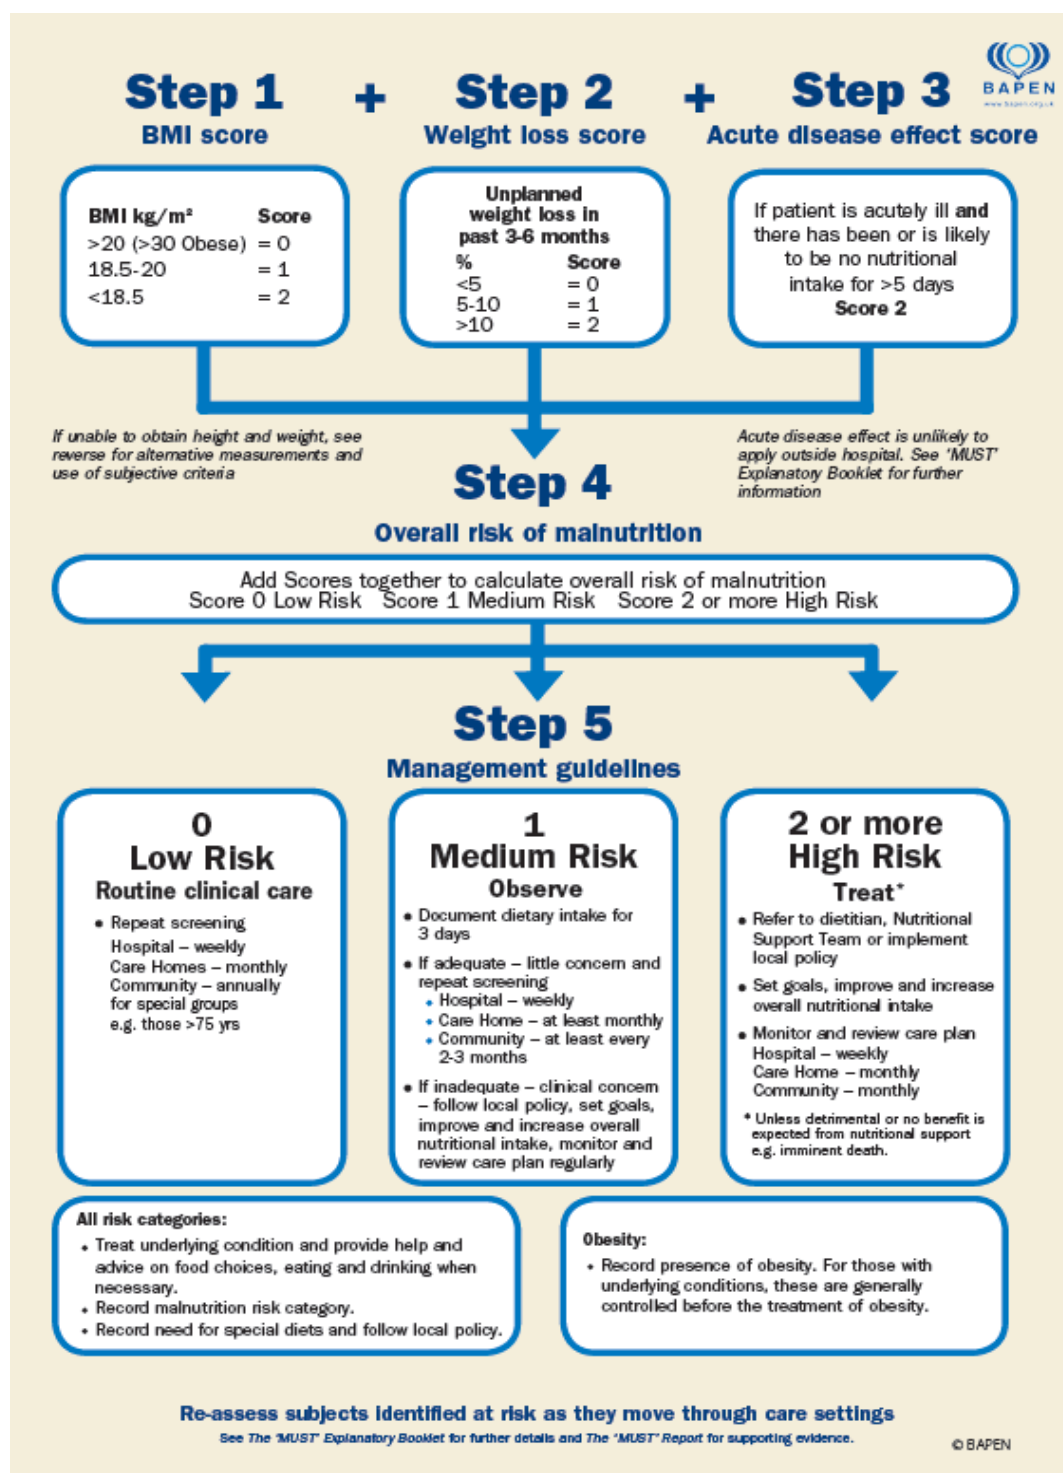 BAPEN
www.bapen.org.uk
Step 1 + Step 2 + Step 3
BMI score
Weight loss score
Acute disease effect score
BMI kg/m² Score
>20 (>30 Obese) = 0
18.5-20 = 1
<18.5 = 2
Unplanned
weight loss in
past 3-6 months
% Score
<5 = 0
5-10 = 1
>10 = 2
If patient is acutely ill and
there has been or is likely
to be no nutritional
intake for >5 days
Score 2
If unable to obtain height and weight, see
reverse for alternative measurements and
use of subjective criteria
Acute disease effect is unlikely to
apply outside hospital. See 'MUST'
Explanatory Booklet for further
information
Step 4
Overall risk of malnutrition
Add Scores together to calculate overall risk of malnutrition
Score 0 Low Risk Score 1 Medium Risk Score 2 or more High Risk
Step 5
Management guidelines
0
Low Risk
Routine clinical care
• Repeat screening
Hospital – weekly
Care Homes – monthly
Community – annually
for special groups
e.g. those >75 yrs
1
Medium Risk
Observe
• Document dietary intake for
3 days
• If adequate – little concern and
repeat screening
• Hospital – weekly
• Care Home – at least monthly
• Community – at least every
2-3 months
• If inadequate – clinical concern
– follow local policy, set goals,
improve and increase overall
nutritional intake, monitor and
review care plan regularly
2 or more
High Risk
Treat*
• Refer to dietitian, Nutritional
Support Team or implement
local policy
• Set goals, improve and increase
overall nutritional intake
• Monitor and review care plan
Hospital – weekly
Care Home – monthly
Community – monthly
* Unless detrimental or no benefit is
expected from nutritional support
e.g. imminent death.
All risk categories:
• Treat underlying condition and provide help and
advice on food choices, eating and drinking when
necessary.
• Record malnutrition risk category.
• Record need for special diets and follow local policy.
Obesity:
• Record presence of obesity. For those with
underlying conditions, these are generally
controlled before the treatment of obesity.
Re-assess subjects identified at risk as they move through care settings
See The 'MUST' Explanatory Booklet for further details and The 'MUST' Report for supporting evidence.
© BAPEN